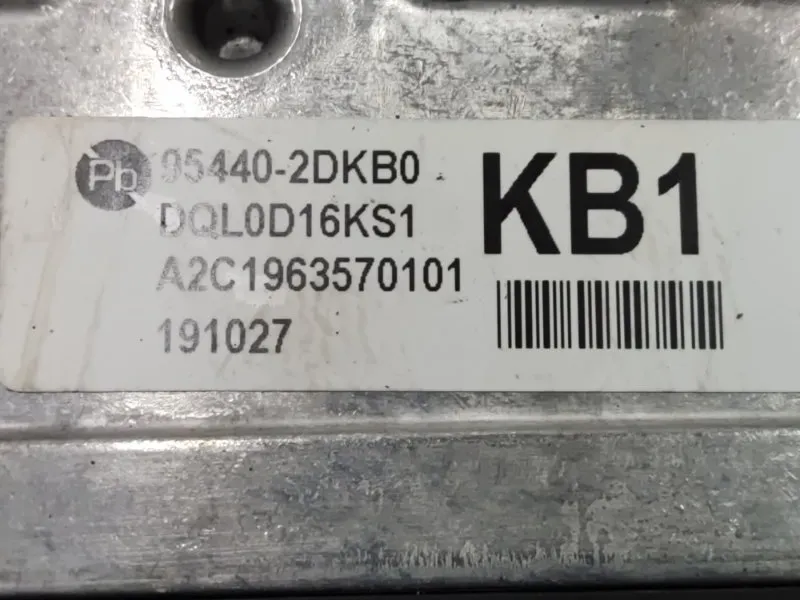 Pb 95440-2DKB0
DQL0D16KS1
A2C1963570101
191027
KB1